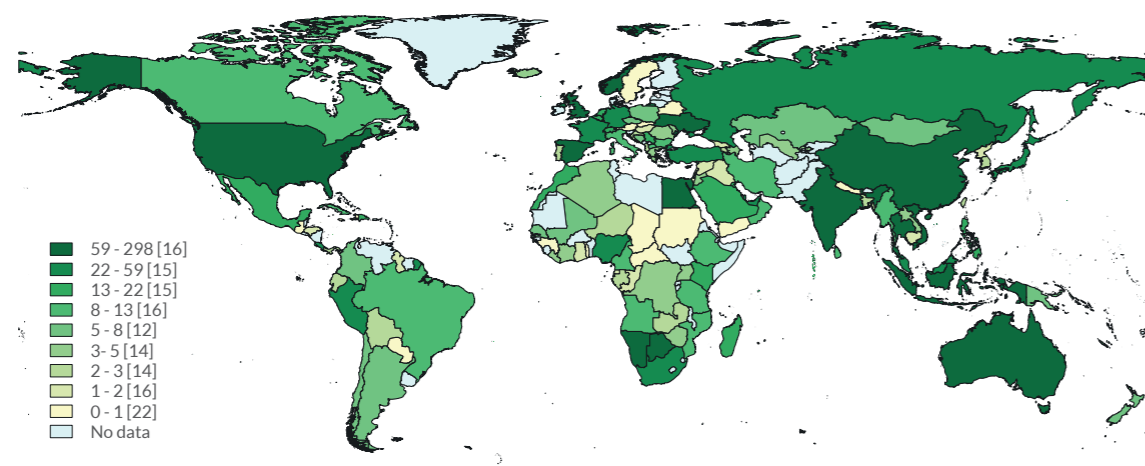 59 - 298 [16]
22 - 59 [15]
13 - 22 [15]
8 - 13 [16]
5 - 8 [12]
3- 5 [14]
2 - 3 [14]
1 - 2 [16]
0 - 1 [22]
No data